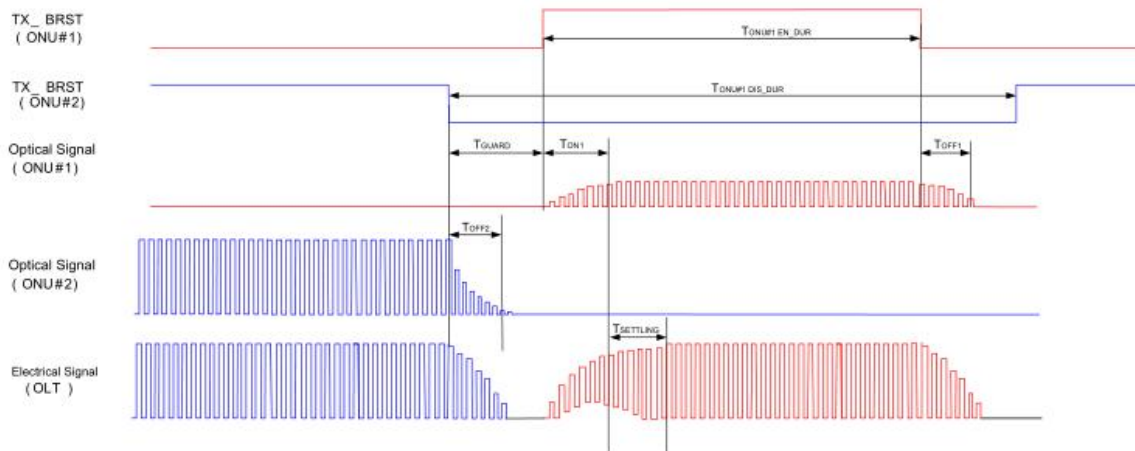 TX_ BRST
( ONU#1)
TONU#1 EN_DUR
TX_ BRST
( ONU#2)
TONU#1 DIS_DUR
Optical Signal
( ONU#1)
TGUARD
TON1
TOFF1
TOFF2
Optical Signal
( ONU#2)
TSETTLING
Electrical Signal
( OLT )